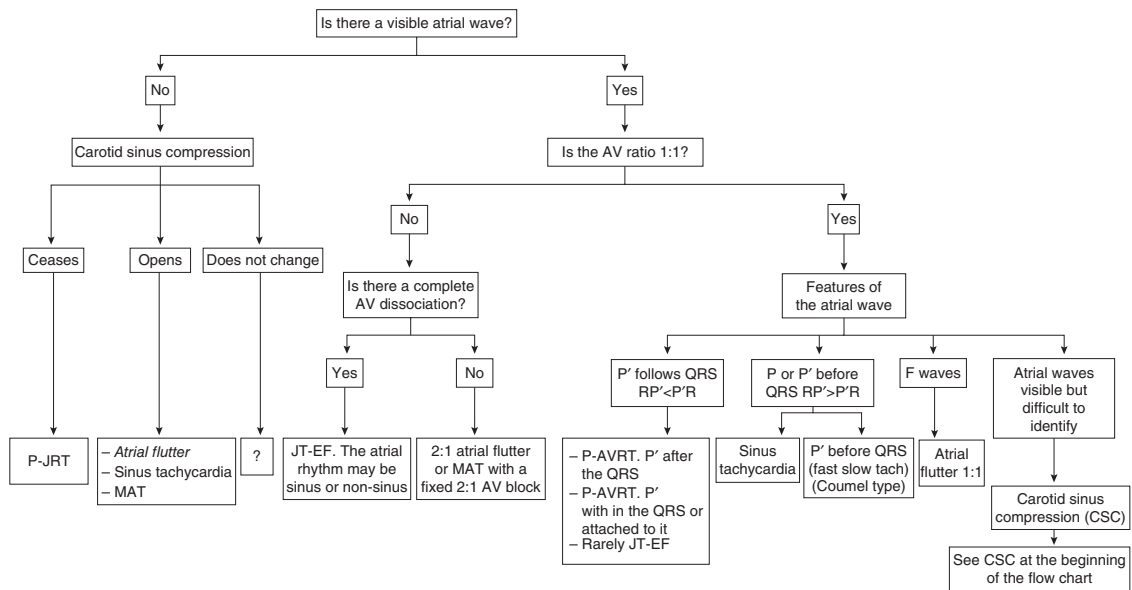 Is there a visible atrial wave?
No
Yes
Carotid sinus compression
Is the AV ratio 1:1?
No
Yes
Ceases
Opens
Does not change
Is there a complete
AV dissociation?
Features of
the atrial wave
Yes
No
P′ follows QRS
RP′<P′R
P or P′ before
QRS RP′>P′R
F waves
Atrial waves
visible but
difficult to
identify
P-JRT
– Atrial flutter
– Sinus tachycardia
– MAT
?
JT-EF. The atrial
rhythm may be
sinus or non-sinus
2:1 atrial flutter
or MAT with a
fixed 2:1 AV block
– P-AVRT. P′ after
the QRS
– P-AVRT. P′
with in the QRS or
attached to it
– Rarely JT-EF
Sinus
tachycardia
P′ before QRS
(fast slow tach)
(Coumel type)
Atrial
flutter 1:1
Carotid sinus
compression (CSC)
See CSC at the beginning
of the flow chart